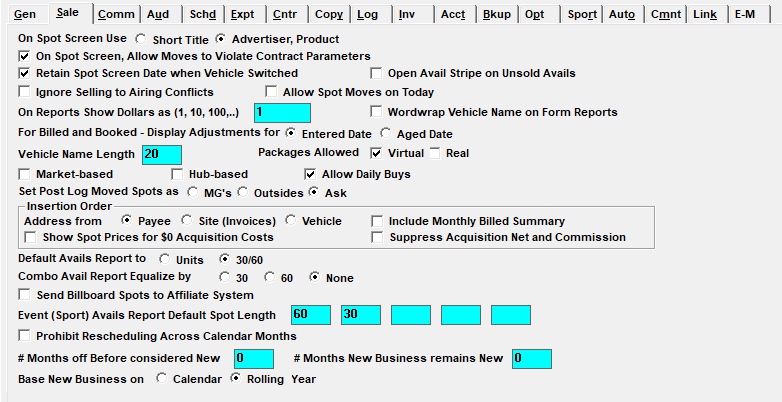 Gen Sale Comm Aud Schd Expt Cntr Copy Log Inv Acct Bkup Opt Sport Auto Cmnt Link E-M
On Spot Screen Use Short Title Advertiser, Product
On Spot Screen, Allow Moves to Violate Contract Parameters
Retain Spot Screen Date when Vehicle Switched Open Avail Stripe on Unsold Avails
Ignore Selling to Airing Conflicts Allow Spot Moves on Today
On Reports Show Dollars as (1, 10, 100,..) 1 Wordwrap Vehicle Name on Form Reports
For Billed and Booked - Display Adjustments for Entered Date Aged Date
Vehicle Name Length 20 Packages Allowed Virtual Real
Market-based Hub-based Allow Daily Buys
Set Post Log Moved Spots as MG's Outsides Ask
Insertion Order
Address from Payee Site (Invoices) Vehicle Include Monthly Billed Summary
Show Spot Prices for $0 Acquisition Costs Suppress Acquisition Net and Commission
Default Avails Report to Units 30/60
Combo Avail Report Equalize by 30 60 None
Send Billboard Spots to Affiliate System
Event (Sport) Avails Report Default Spot Length 60 30
Prohibit Rescheduling Across Calendar Months
# Months off Before considered New 0 # Months New Business remains New 0
Base New Business on Calendar Rolling Year